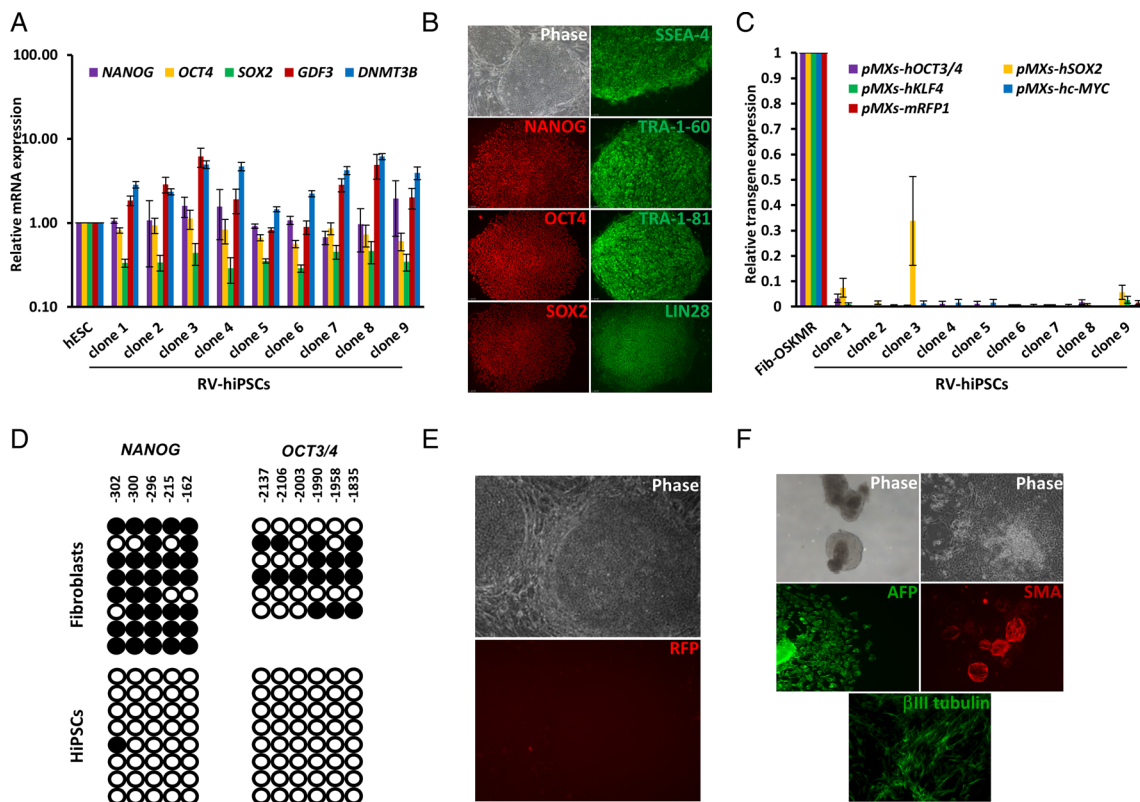 A
Relative mRNA expression
100.00
10.00
1.00
0.10
NANOG OCT4 SOX2 GDF3 DNMT3B
hESC clone 1 clone 2 clone 3 clone 4 clone 5 clone 6 clone 7 clone 8 clone 9
RV-hiPSCs
B
Phase SSEA-4
NANOG TRA-1-60
OCT4 TRA-1-81
SOX2 LIN28
C
Relative transgene expression
1
0.9
0.8
0.7
0.6
0.5
0.4
0.3
0.2
0.1
0
pMXs-hOCT3/4 pMXs-hSOX2
pMXs-hKLF4 pMXs-hc-MYC
pMXs-mRFP1
Fib-OSKMR clone 1 clone 2 clone 3 clone 4 clone 5 clone 6 clone 7 clone 8 clone 9
RV-hiPSCs
D
NANOG OCT3/4
-302 -300 -296 -215 -162 -2137 -2106 -2003 -1990 -1958 -1835
Fibroblasts
HiPSCs
E
Phase
RFP
F
Phase Phase
AFP SMA
βIII tubulin